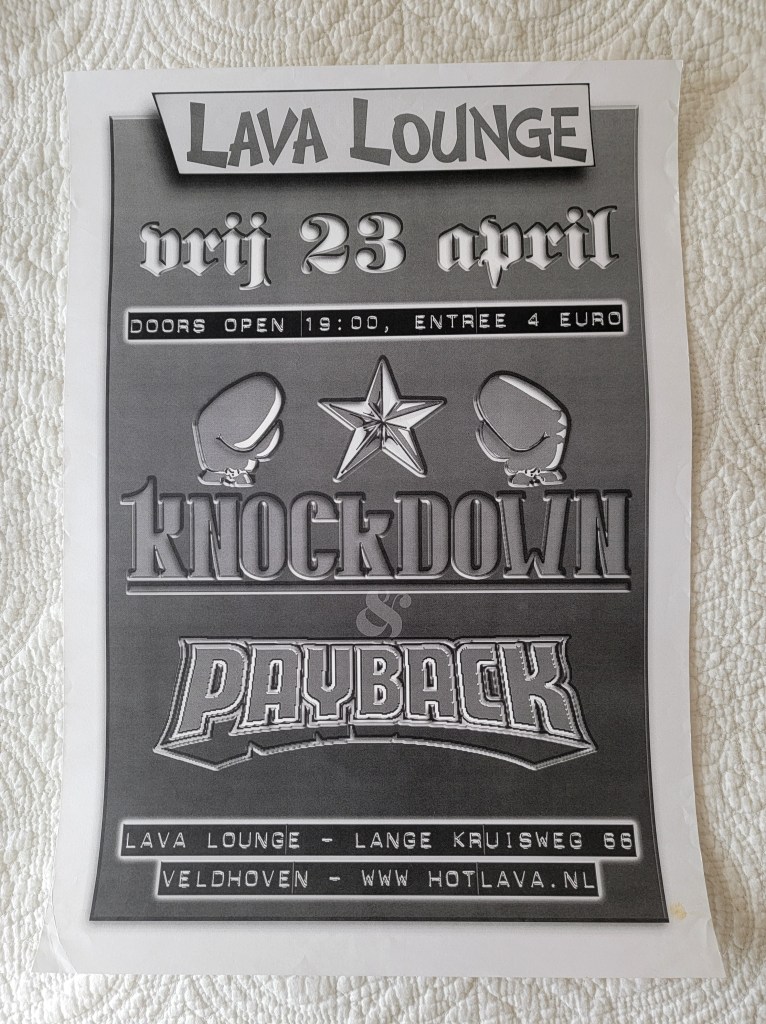 LAVA LOUNGE
vrij 23 april
DOORS OPEN 19:00, ENTREE 4 EURO
KNOCKDOWN
&
PAYBACK
LAVA LOUNGE - LANGE KRUISWEG 66
VELDHOVEN - WWW HOTLAVA.NL